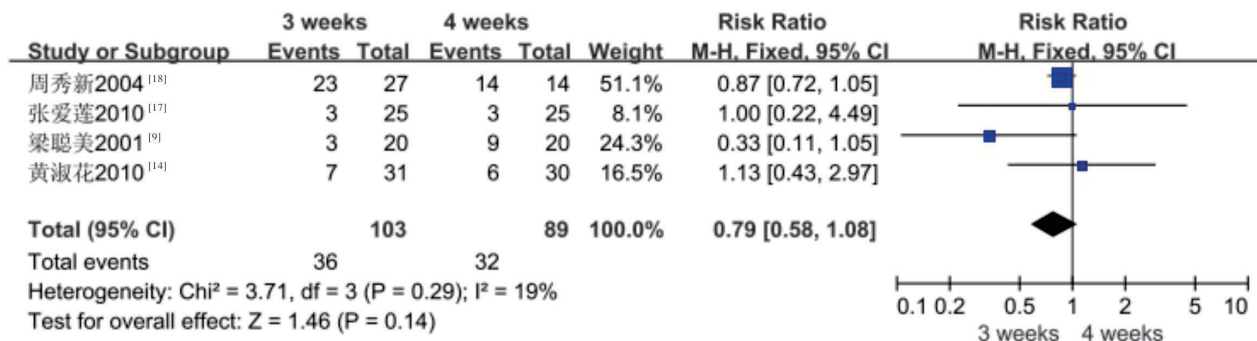 3 weeks 4 weeks Risk Ratio Risk Ratio
Study or Subgroup Events Total Events Total Weight M-H, Fixed, 95% CI M-H, Fixed, 95% CI
周秀新2004 [18] 23 27 14 14 51.1% 0.87 [0.72, 1.05]
张爱莲2010 [17] 3 25 3 25 8.1% 1.00 [0.22, 4.49]
梁聪美2001 [9] 3 20 9 20 24.3% 0.33 [0.11, 1.05]
黄淑花2010 [14] 7 31 6 30 16.5% 1.13 [0.43, 2.97]
Total (95% CI) 103 89 100.0% 0.79 [0.58, 1.08]
Total events 36 32
Heterogeneity: Chi² = 3.71, df = 3 (P = 0.29); I² = 19%
Test for overall effect: Z = 1.46 (P = 0.14)
0.1 0.2 0.5 1 2 5 10
3 weeks 4 weeks